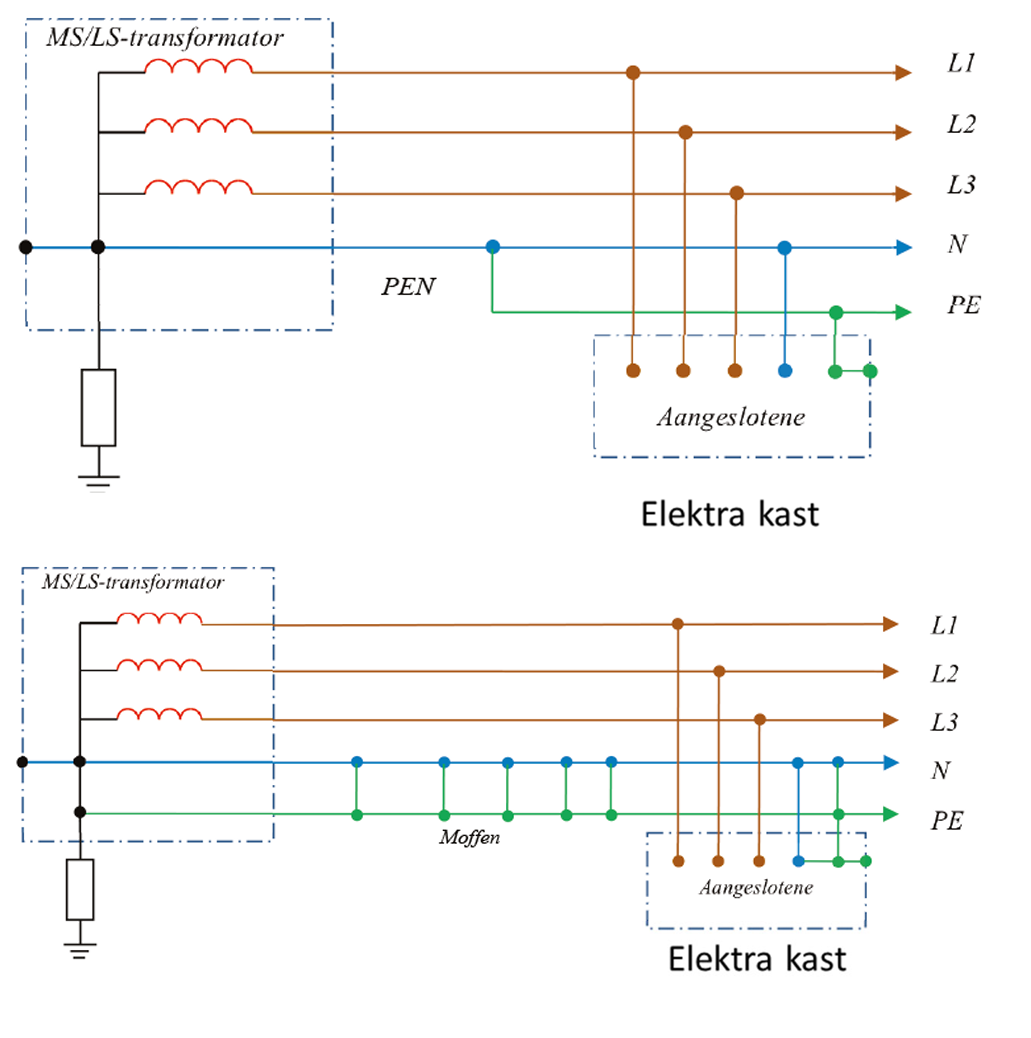 MS/LS-transformator
L1
L2
L3
N
PEN
PE
Aangeslotene
Elektra kast
MS/LS-transformator
L1
L2
L3
N
PE
Moffen
Aangeslotene
Elektra kast